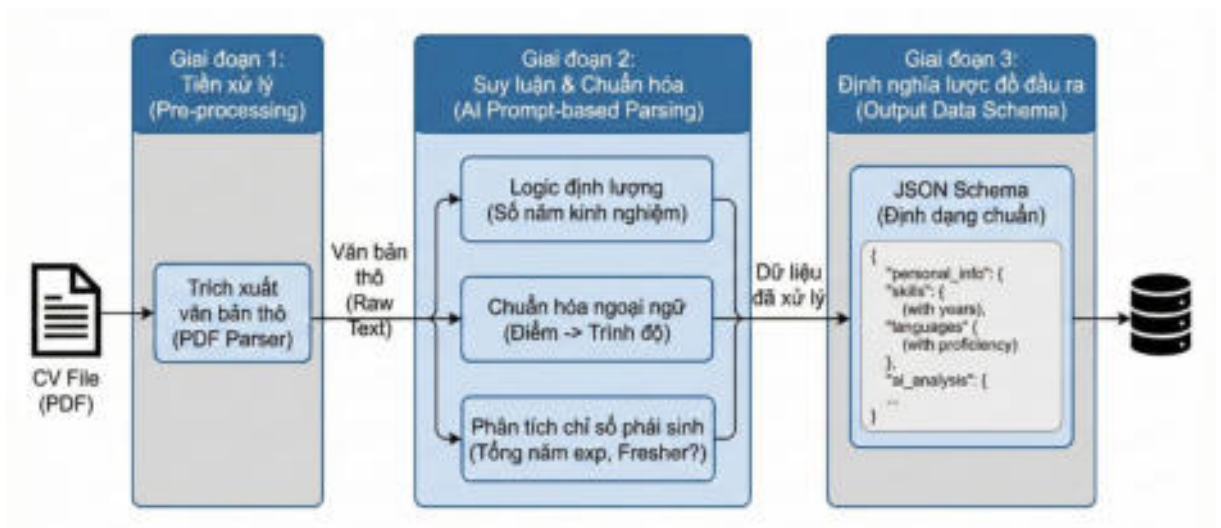 Giai đoạn 1:
Tiền xử lý
(Pre-processing)
Giai đoạn 2:
Suy luận & Chuẩn hóa
(AI Prompt-based Parsing)
Giai đoạn 3:
Định nghĩa lược đồ đầu ra
(Output Data Schema)
CV File
(PDF)
Trích xuất
văn bản thô
(PDF Parser)
Văn bản
thô
(Raw
Text)
Logic định lượng
(Số năm kinh nghiệm)
Chuẩn hóa ngoại ngữ
(Điểm -> Trình độ)
Phân tích chỉ số phái sinh
(Tổng năm exp, Fresher?)
Dữ liệu
đã xử lý
JSON Schema
(Định dạng chuẩn)
{
"personal_info": {
"skills": {
(with years),
"languages" {
(with proficiency)
},
"ai_analysis": {
...
}